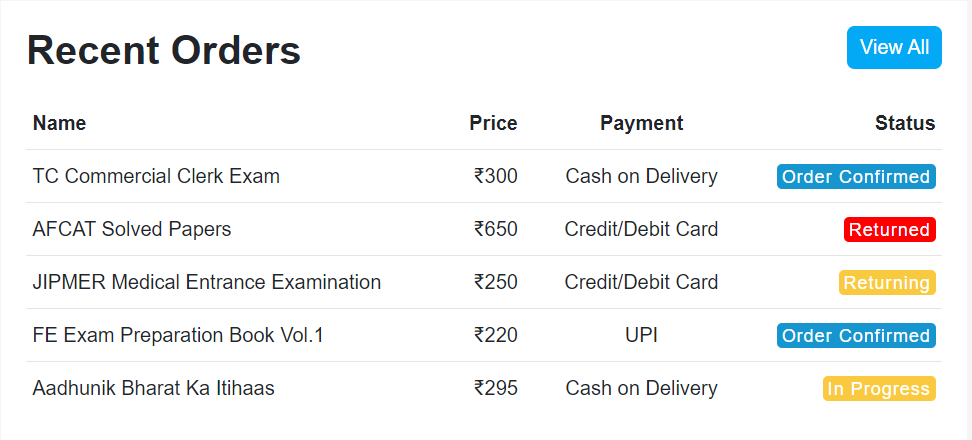 Recent Orders View All
Name Price Payment Status
TC Commercial Clerk Exam ₹300 Cash on Delivery Order Confirmed
AFCAT Solved Papers ₹650 Credit/Debit Card Returned
JIPMER Medical Entrance Examination ₹250 Credit/Debit Card Returning
FE Exam Preparation Book Vol.1 ₹220 UPI Order Confirmed
Aadhunik Bharat Ka Itihaas ₹295 Cash on Delivery In Progress